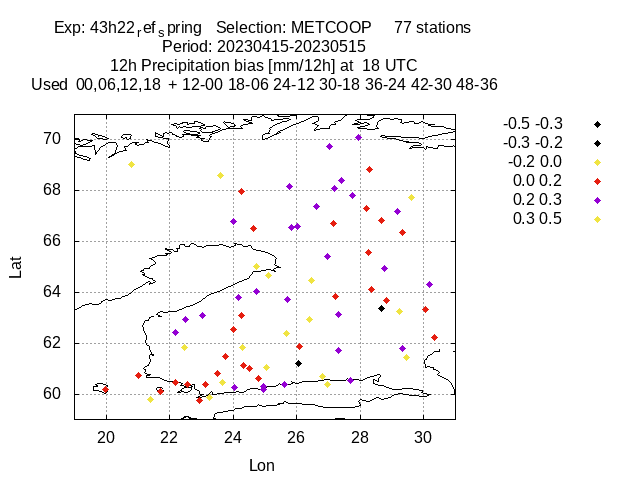 Exp: 43h22refspring   Selection: METCOOP     77 stations
Period: 20230415-20230515
12h Precipitation bias [mm/12h] at  18 UTC
Used  00,06,12,18  + 12-00 18-06 24-12 30-18 36-24 42-30 48-36
-0.5 -0.3
-0.3 -0.2
-0.2 0.0
0.0 0.2
0.2 0.3
0.3 0.5
70
68
66
64
62
60
Lat
20 22 24 26 28 30
Lon